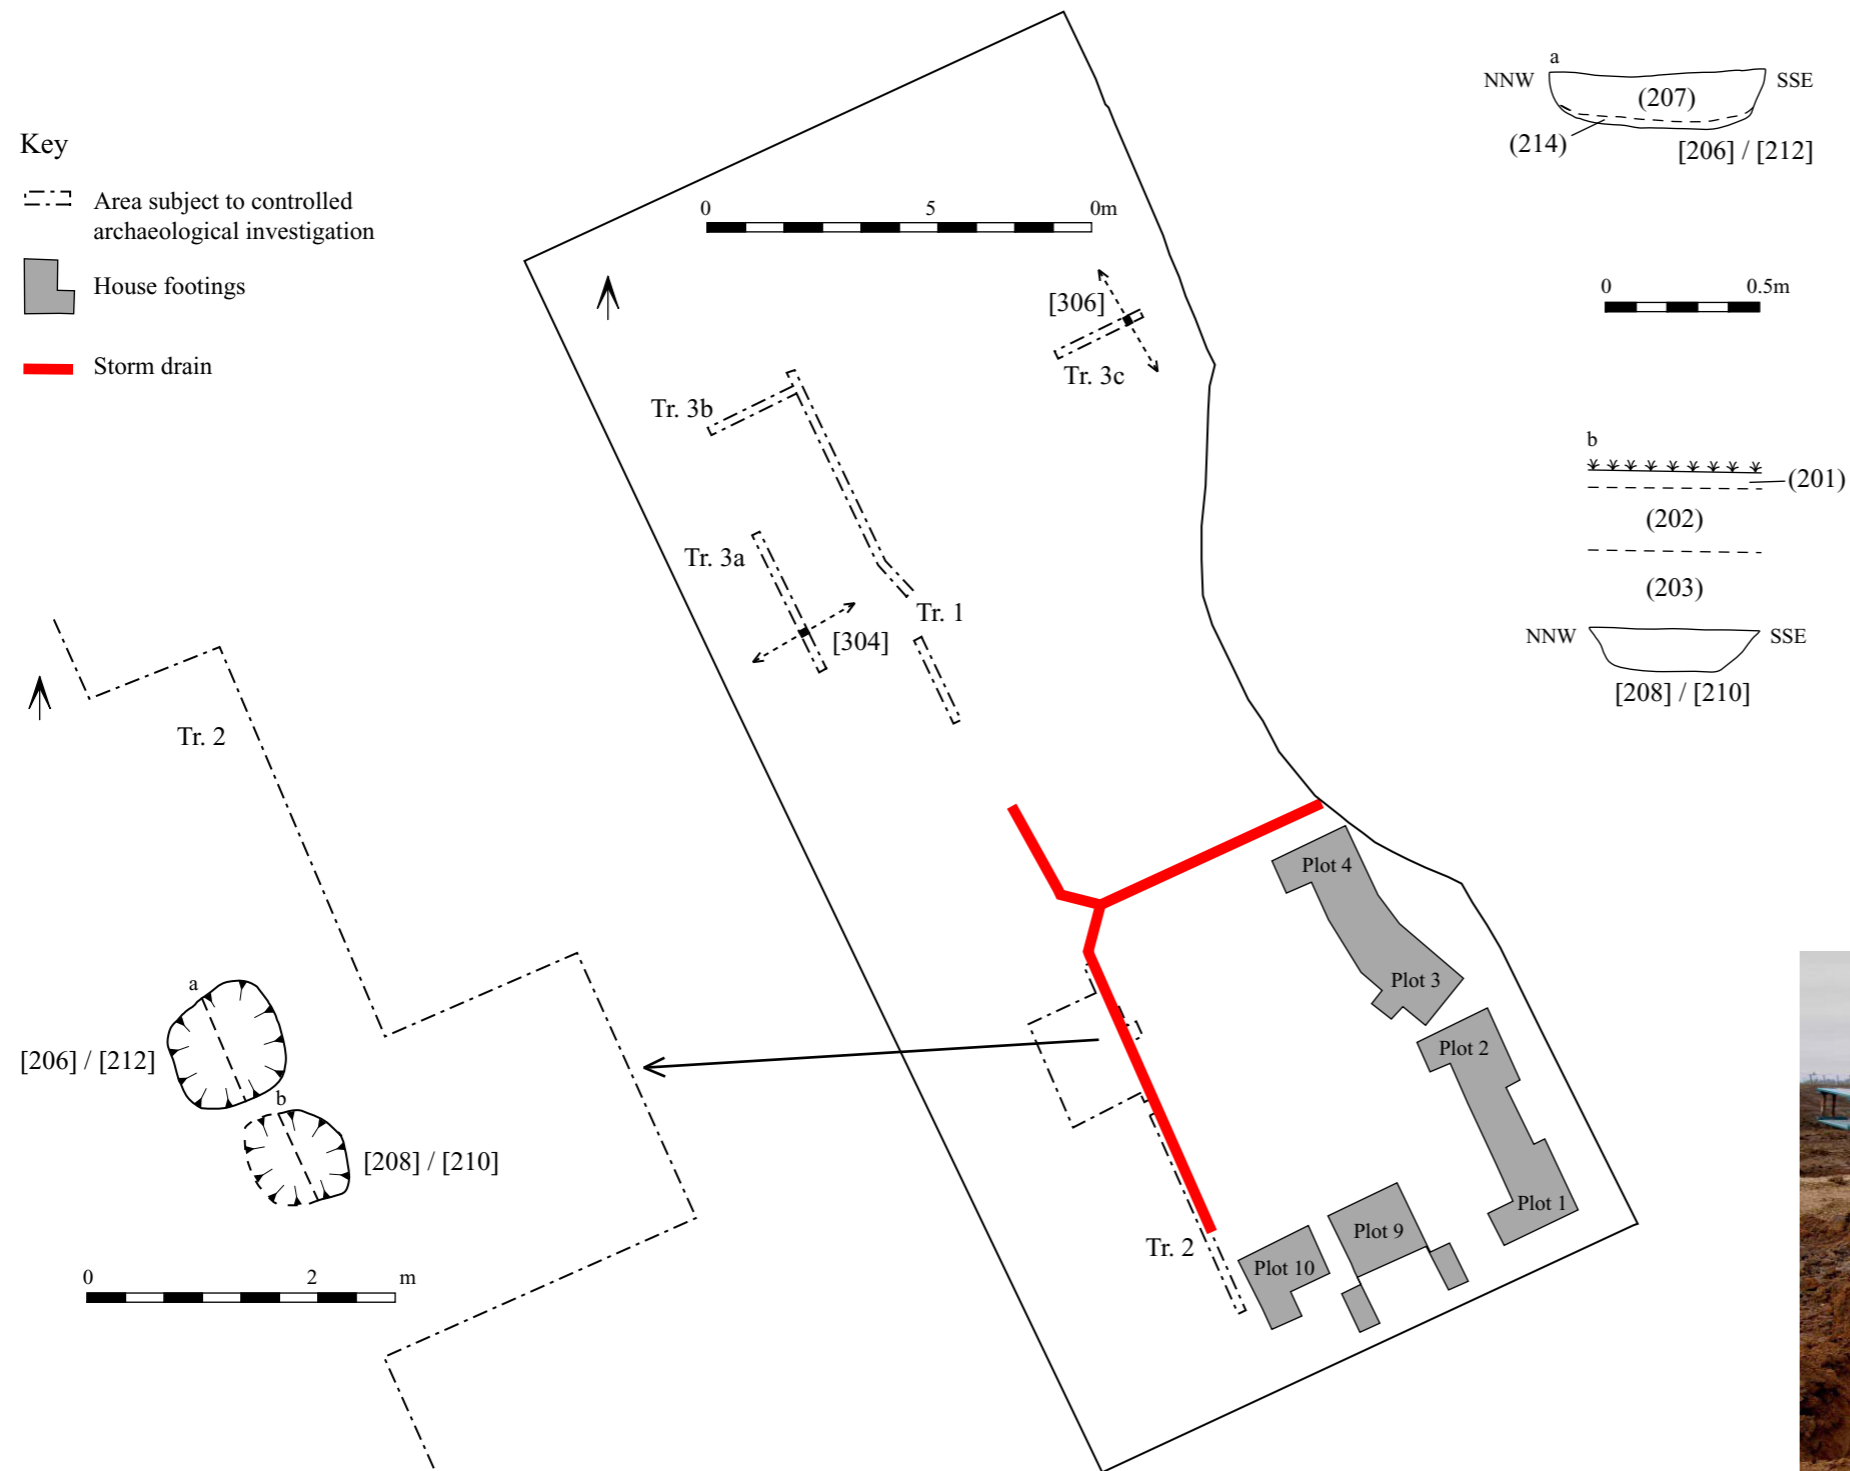 Key
Area subject to controlled
archaeological investigation
House footings
Storm drain
0 5 0m
[306]
Tr. 3c
Tr. 3b
Tr. 3a
Tr. 1
[304]
a
NNW SSE
(207)
(214)
[206] / [212]
0 0.5m
b
(201)
(202)
(203)
NNW SSE
[208] / [210]
Tr. 2
a
[206] / [212]
b
[208] / [210]
0 2 m
Plot 4
Plot 3
Plot 2
Plot 1
Plot 9
Plot 10
Tr. 2